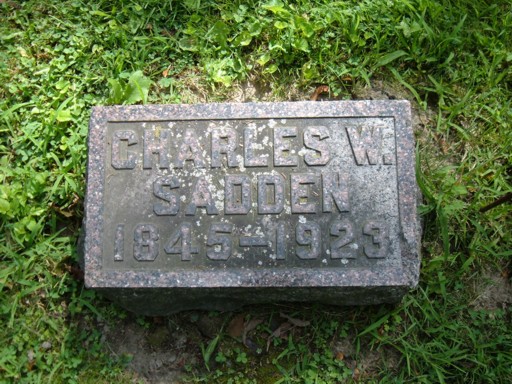 CHARLES W.
SADDEN
1845-1923